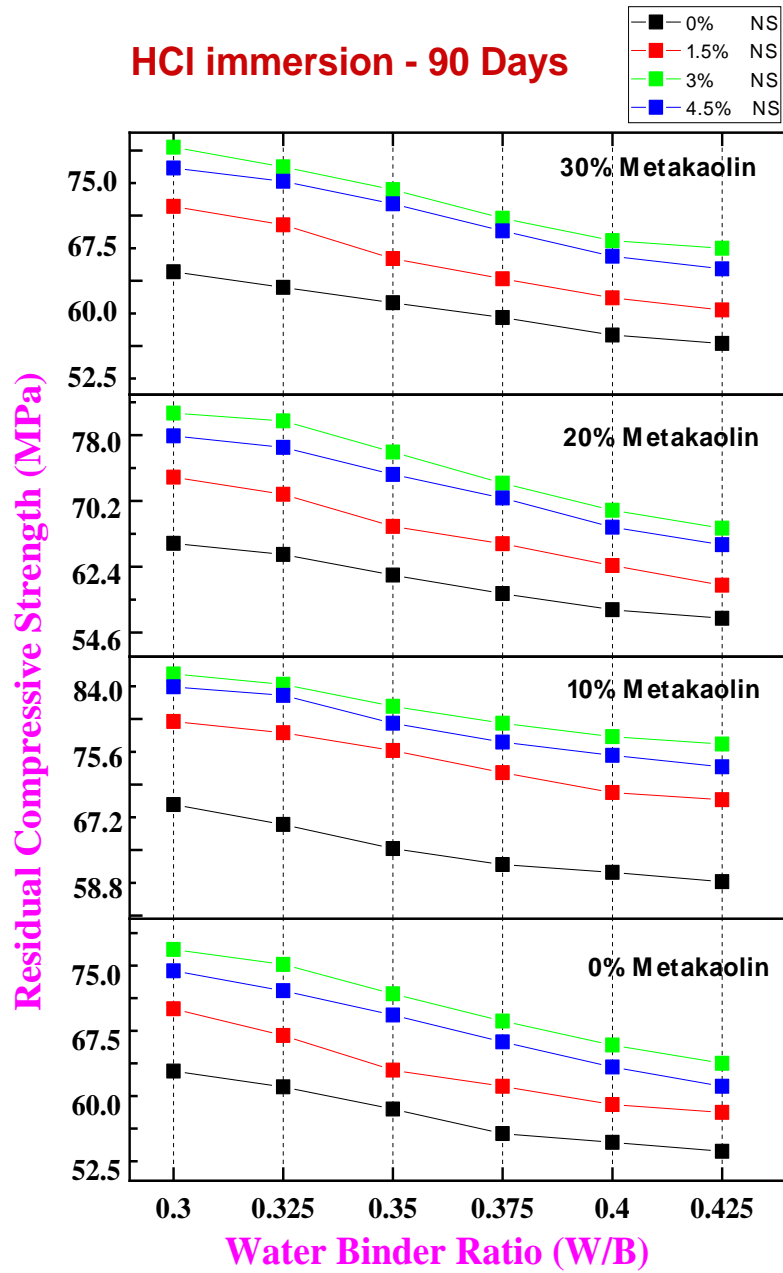 0% NS
1.5% NS
3% NS
4.5% NS
HCl immersion - 90 Days
30% Metakaolin
75.0
67.5
60.0
52.5
20% Metakaolin
78.0
70.2
62.4
54.6
10% Metakaolin
84.0
75.6
67.2
58.8
0% Metakaolin
75.0
67.5
60.0
52.5
Residual Compressive Strength (MPa)
0.3 0.325 0.35 0.375 0.4 0.425
Water Binder Ratio (W/B)